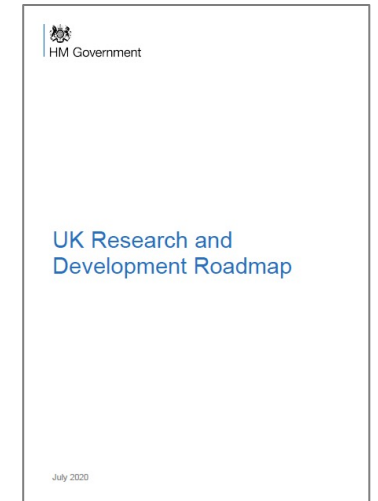 HM Government
UK Research and
Development Roadmap
July 2020